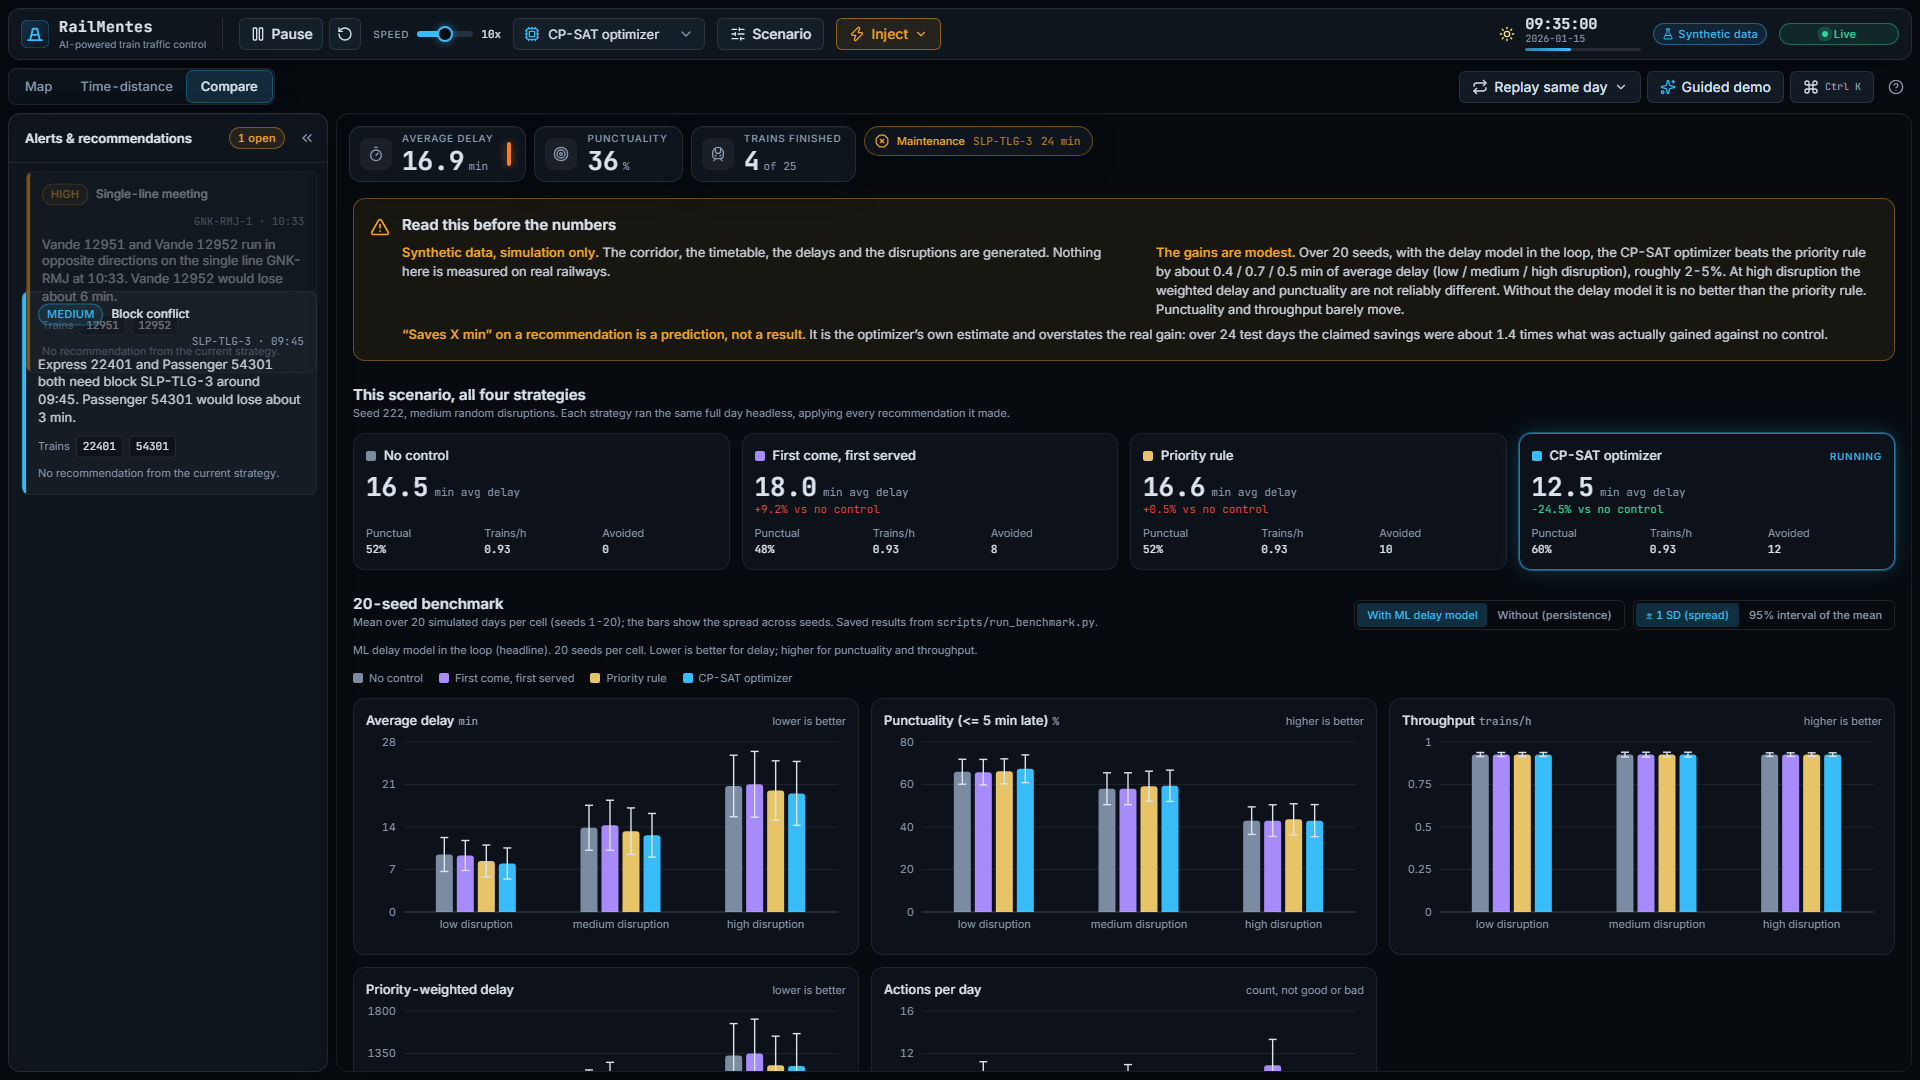 RailMentes
AI-powered train traffic control
Pause
SPEED
10x
CP-SAT optimizer
Scenario
Inject
09:35:00
2026-01-15
Synthetic data
Live
Map
Time-distance
Compare
Replay same day
Guided demo
Ctrl K
Alerts & recommendations
1 open
HIGH Single-line meeting
GNK-RMJ-1 · 10:33
Vande 12951 and Vande 12952 run in
opposite directions on the single line GNK-
RMJ at 10:33. Vande 12952 would lose
about 6 min.
Trains 12951 12952
No recommendation from the current strategy.
MEDIUM Block conflict
SLP-TLG-3 · 09:45
Express 22401 and Passenger 54301
both need block SLP-TLG-3 around
09:45. Passenger 54301 would lose about
3 min.
Trains 22401 54301
No recommendation from the current strategy.
AVERAGE DELAY
16.9 min
PUNCTUALITY
36 %
TRAINS FINISHED
4 of 25
Maintenance SLP-TLG-3 24 min
Read this before the numbers
Synthetic data, simulation only. The corridor, the timetable, the delays and the disruptions are generated. Nothing
here is measured on real railways.
The gains are modest. Over 20 seeds, with the delay model in the loop, the CP-SAT optimizer beats the priority rule
by about 0.4 / 0.7 / 0.5 min of average delay (low / medium / high disruption), roughly 2-5%. At high disruption the
weighted delay and punctuality are not reliably different. Without the delay model it is no better than the priority rule.
Punctuality and throughput barely move.
“Saves X min” on a recommendation is a prediction, not a result. It is the optimizer's own estimate and overstates the real gain: over 24 test days the claimed savings were about 1.4 times what was actually gained against no control.
This scenario, all four strategies
Seed 222, medium random disruptions. Each strategy ran the same full day headless, applying every recommendation it made.
No control
16.5 min avg delay
Punctual Trains/h Avoided
52% 0.93 0
First come, first served
18.0 min avg delay
+9.2% vs no control
Punctual Trains/h Avoided
48% 0.93 8
Priority rule
16.6 min avg delay
+0.5% vs no control
Punctual Trains/h Avoided
52% 0.93 10
CP-SAT optimizer RUNNING
12.5 min avg delay
-24.5% vs no control
Punctual Trains/h Avoided
60% 0.93 12
20-seed benchmark
Mean over 20 simulated days per cell (seeds 1-20); the bars show the spread across seeds. Saved results from scripts/run_benchmark.py.
With ML delay model Without (persistence)
± 1 SD (spread) 95% interval of the mean
ML delay model in the loop (headline). 20 seeds per cell. Lower is better for delay; higher for punctuality and throughput.
No control First come, first served Priority rule CP-SAT optimizer
Average delay min lower is better
28
21
14
7
0
low disruption medium disruption high disruption
Punctuality (<= 5 min late) % higher is better
80
60
40
20
0
low disruption medium disruption high disruption
Throughput trains/h higher is better
1
0.75
0.5
0.25
0
low disruption medium disruption high disruption
Priority-weighted delay lower is better
1800
1350
Actions per day count, not good or bad
16
12